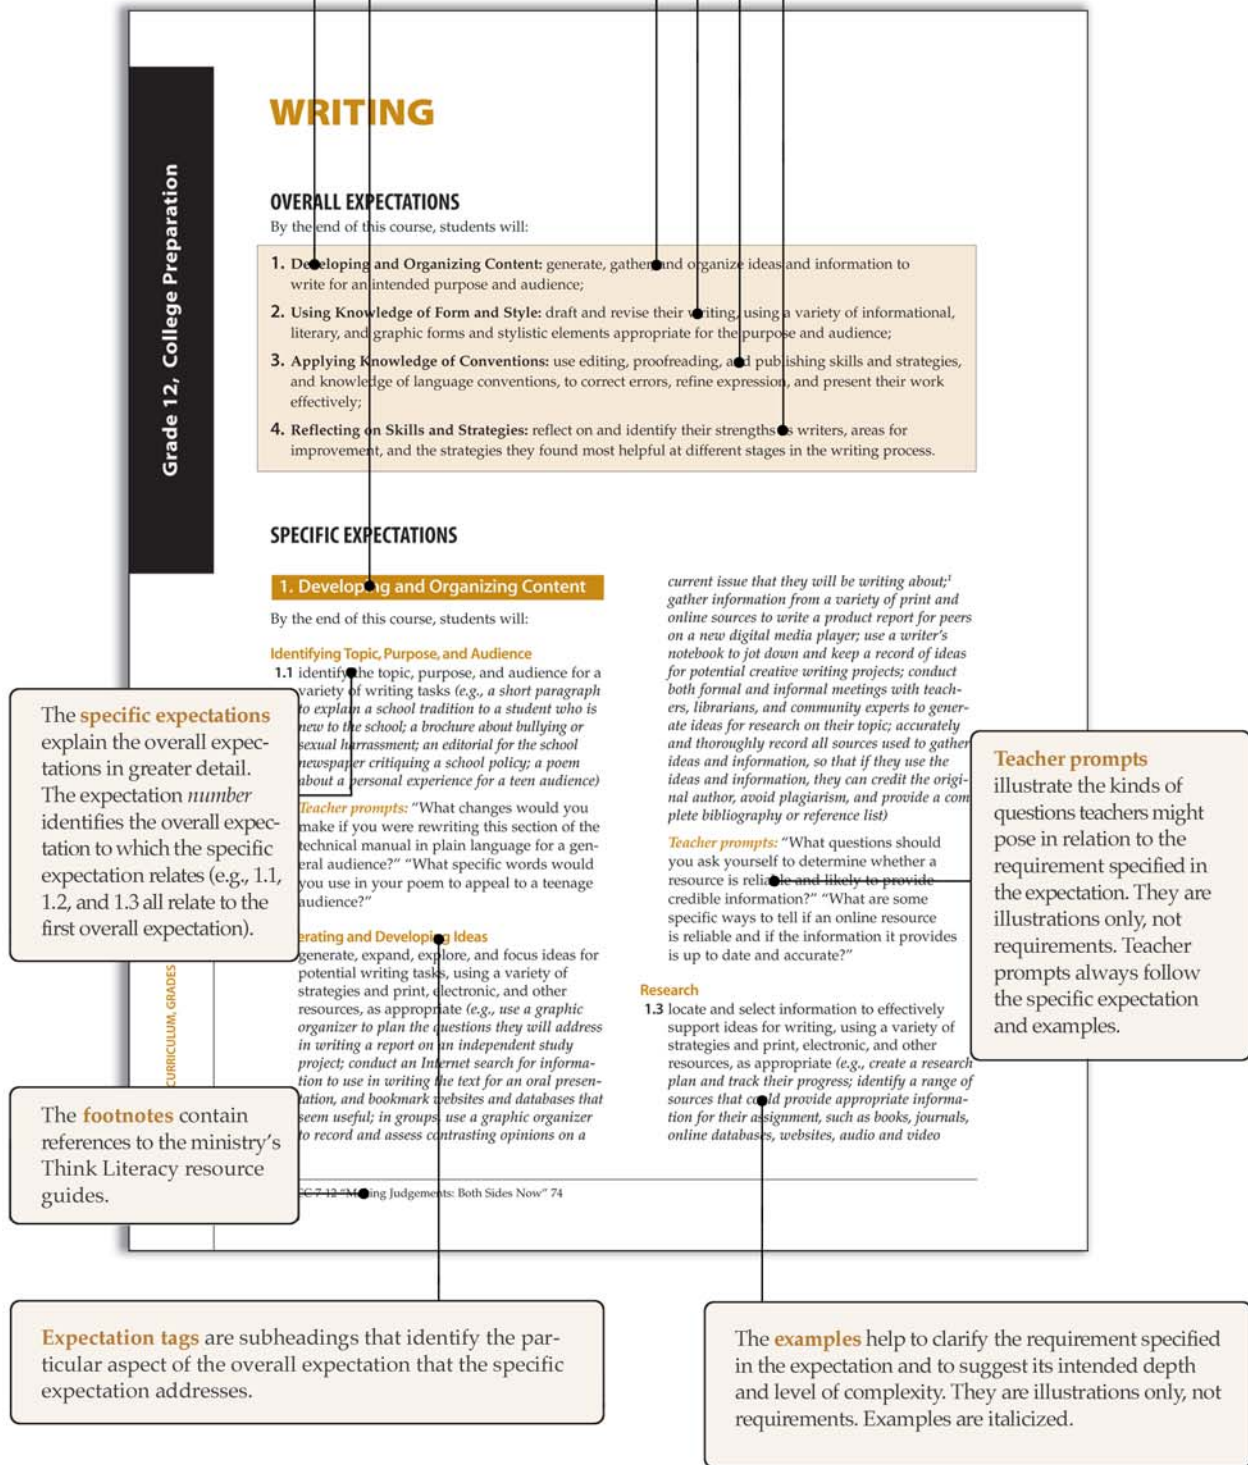 Grade 12, College Preparation
WRITING
OVERALL EXPECTATIONS
By the end of this course, students will:
1. Developing and Organizing Content: generate, gather and organize ideas and information to
write for an intended purpose and audience;
2. Using Knowledge of Form and Style: draft and revise their writing, using a variety of informational,
literary, and graphic forms and stylistic elements appropriate for the purpose and audience;
3. Applying Knowledge of Conventions: use editing, proofreading, and publishing skills and strategies,
and knowledge of language conventions, to correct errors, refine expression, and present their work
effectively;
4. Reflecting on Skills and Strategies: reflect on and identify their strengths as writers, areas for
improvement, and the strategies they found most helpful at different stages in the writing process.
SPECIFIC EXPECTATIONS
1. Developing and Organizing Content
By the end of this course, students will:
Identifying Topic, Purpose, and Audience
1.1 identify the topic, purpose, and audience for a
variety of writing tasks (e.g., a short paragraph
to explain a school tradition to a student who is
new to the school; a brochure about bullying or
sexual harrassment; an editorial for the school
newspaper critiquing a school policy; a poem
about a personal experience for a teen audience)
Teacher prompts: "What changes would you
make if you were rewriting this section of the
technical manual in plain language for a gen-
eral audience?" "What specific words would
you use in your poem to appeal to a teenage
audience?"
erating and Developing Ideas
generate, expand, explore, and focus ideas for
potential writing tasks, using a variety of
strategies and print, electronic, and other
resources, as appropriate (e.g., use a graphic
organizer to plan the questions they will address
in writing a report on an independent study
project; conduct an Internet search for informa-
tion to use in writing the text for an oral presen-
tation, and bookmark websites and databases that
seem useful; in groups, use a graphic organizer
to record and assess contrasting opinions on a
current issue that they will be writing about;1
gather information from a variety of print and
online sources to write a product report for peers
on a new digital media player; use a writer's
notebook to jot down and keep a record of ideas
for potential creative writing projects; conduct
both formal and informal meetings with teach-
ers, librarians, and community experts to gener-
ate ideas for research on their topic; accurately
and thoroughly record all sources used to gather
ideas and information, so that if they use the
ideas and information, they can credit the origi-
nal author, avoid plagiarism, and provide a com
plete bibliography or reference list)
Teacher prompts: "What questions should
you ask yourself to determine whether a
resource is reliable and likely to provide
credible information?" "What are some
specific ways to tell if an online resource
is reliable and if the information it provides
is up to date and accurate?"
Research
1.3 locate and select information to effectively
support ideas for writing, using a variety of
strategies and print, electronic, and other
resources, as appropriate (e.g., create a research
plan and track their progress; identify a range of
sources that could provide appropriate informa-
tion for their assignment, such as books, journals,
online databases, websites, audio and video
7-12 "Making Judgements: Both Sides Now" 74
CURRICULUM, GRADES
The specific expectations
explain the overall expec-
tations in greater detail.
The expectation number
identifies the overall expec-
tation to which the specific
expectation relates (e.g., 1.1,
1.2, and 1.3 all relate to the
first overall expectation).
The footnotes contain
references to the ministry's
Think Literacy resource
guides.
Teacher prompts
illustrate the kinds of
questions teachers might
pose in relation to the
requirement specified in
the expectation. They are
illustrations only, not
requirements. Teacher
prompts always follow
the specific expectation
and examples.
Expectation tags are subheadings that identify the par-
ticular aspect of the overall expectation that the specific
expectation addresses.
The examples help to clarify the requirement specified
in the expectation and to suggest its intended depth
and level of complexity. They are illustrations only, not
requirements. Examples are italicized.